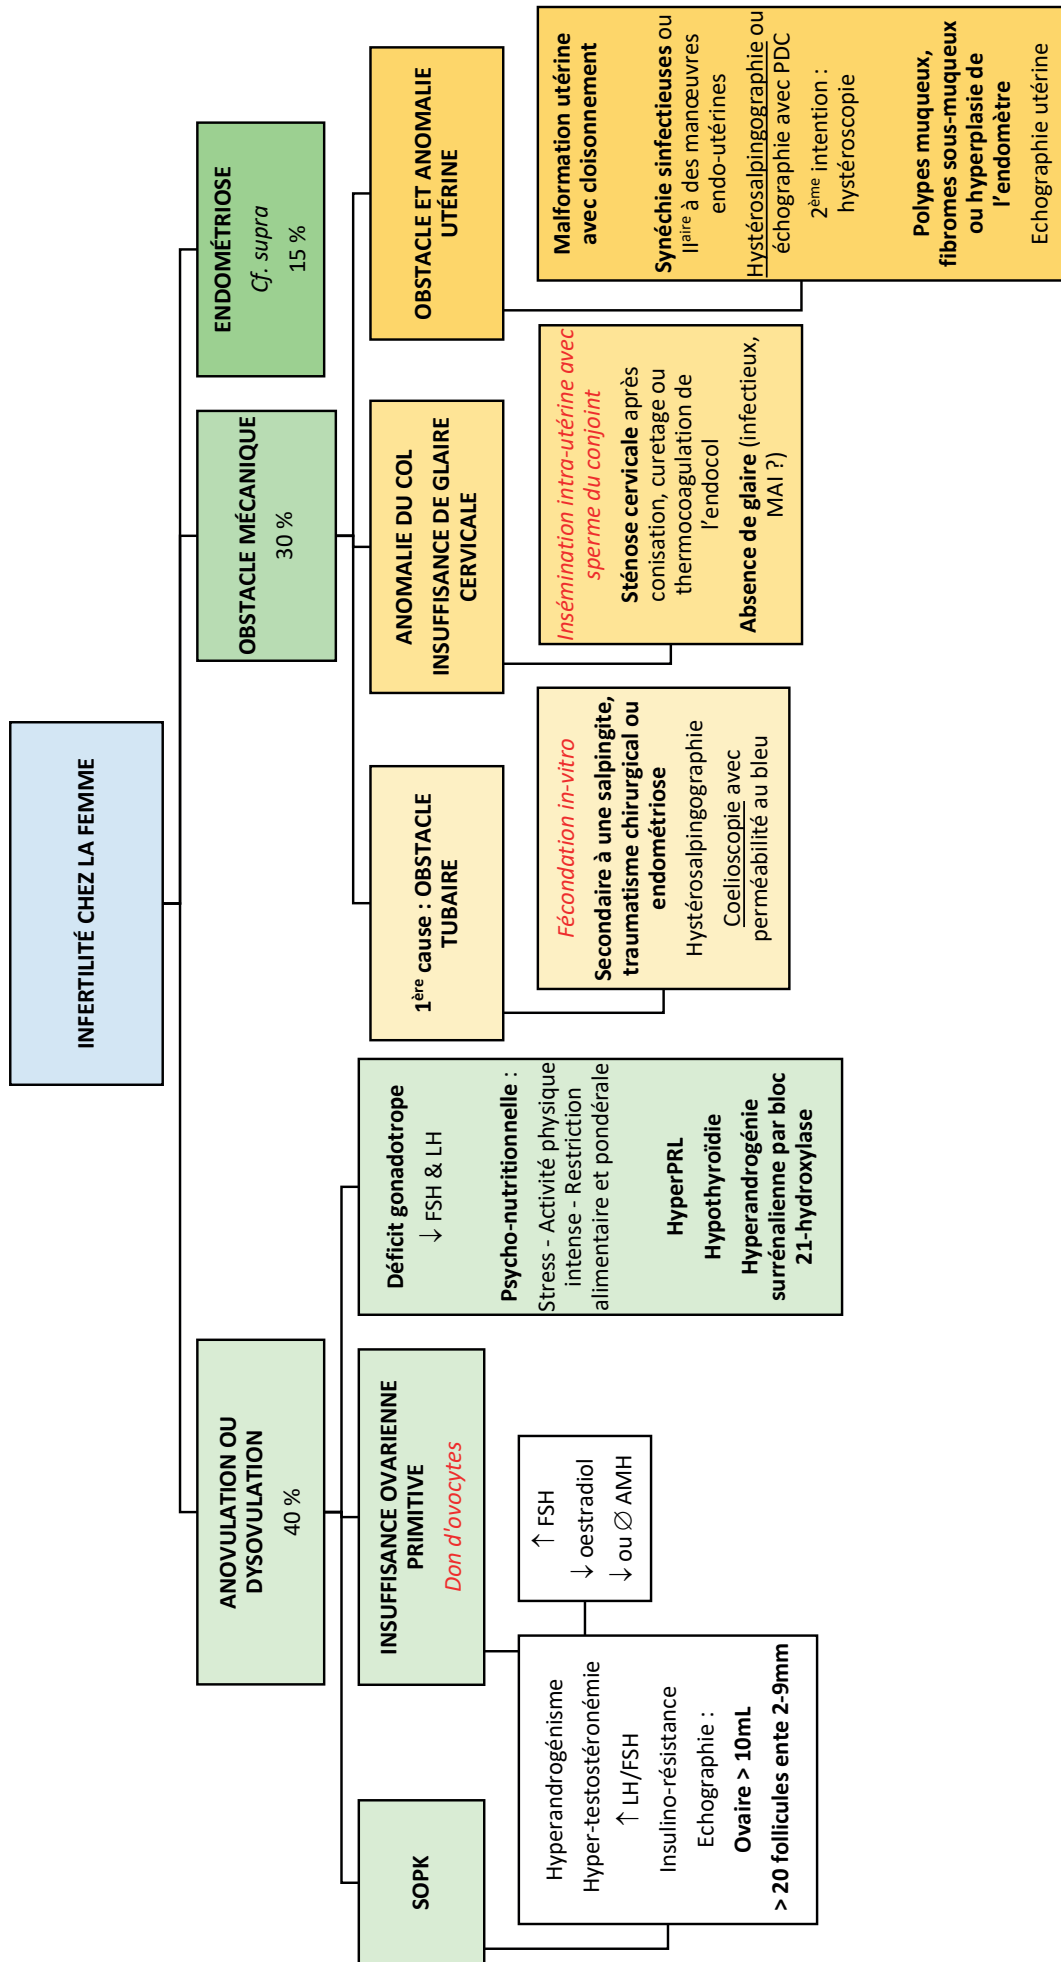 INFERTILITÉ CHEZ LA FEMME
ANOVULATION OU
DYSOVULATION
40 %
OBSTACLE MÉCANIQUE
30 %
ENDOMÉTRIOSE
Cf. supra
15 %
SOPK
Hyperandrogénisme
Hyper-testostéronémie
↑ LH/FSH
Insulino-résistance
Echographie :
Ovaire > 10mL
> 20 follicules ente 2-9mm
INSUFFISANCE OVARIENNE
PRIMITIVE
Don d'ovocytes
↑ FSH
↓ oestradiol
↓ ou ∅ AMH
Déficit gonadotrope
↓ FSH & LH
Psycho-nutritionnelle :
Stress - Activité physique
intense - Restriction
alimentaire et pondérale
HyperPRL
Hypothyroïdie
Hyperandrogénie
surrénalienne par bloc
21-hydroxylase
1ère cause : OBSTACLE
TUBAIRE
Fécondation in-vitro
Secondaire à une salpingite,
traumatisme chirurgical ou
endométriose
Hystérosalpingographie
Coelioscopie avec
perméabilité au bleu
ANOMALIE DU COL
INSUFFISANCE DE GLAIRE
CERVICALE
Insémination intra-utérine avec
sperme du conjoint
Sténose cervicale après
conisation, curetage ou
thermocoagulation de
l'endocol
Absence de glaire (infectieux,
MAI ?)
OBSTACLE ET ANOMALIE
UTÉRINE
Malformation utérine
avec cloisonnement
Synéchie sinfectieuses ou
IIaire à des manœuvres
endo-utérines
Hystérosalpingographie ou
échographie avec PDC
2ème intention :
hystéroscopie
Polypes muqueux,
fibromes sous-muqueux
ou hyperplasie de
l'endomètre
Echographie utérine